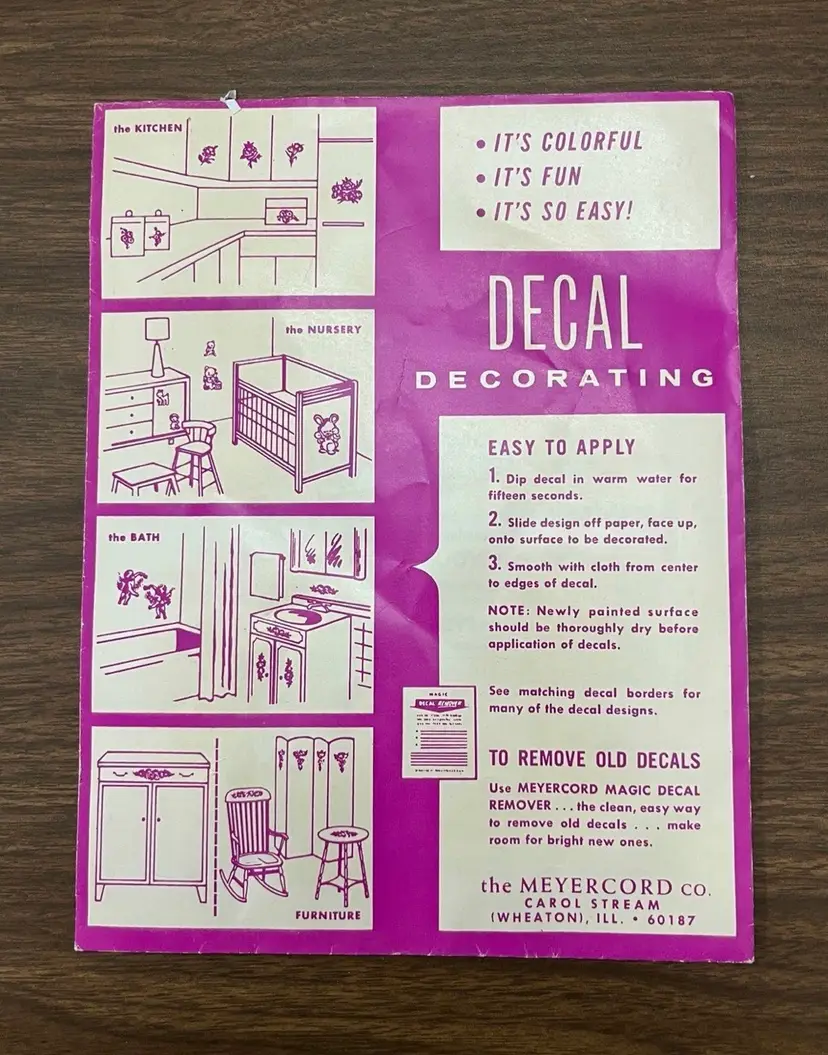 the KITCHEN
the NURSERY
the BATH
FURNITURE
• IT'S COLORFUL
• IT'S FUN
• IT'S SO EASY!
DECAL
DECORATING
EASY TO APPLY
1. Dip decal in warm water for
fifteen seconds.
2. Slide design off paper, face up,
onto surface to be decorated.
3. Smooth with cloth from center
to edges of decal.
NOTE: Newly painted surface
should be thoroughly dry before
application of decals.
See matching decal borders for
many of the decal designs.
MAGIC
DECAL REMOVER
TO REMOVE OLD DECALS
Use MEYERCORD MAGIC DECAL
REMOVER . . . the clean, easy way
to remove old decals . . . make
room for bright new ones.
the MEYERCORD CO.
CAROL STREAM
(WHEATON), ILL. • 60187